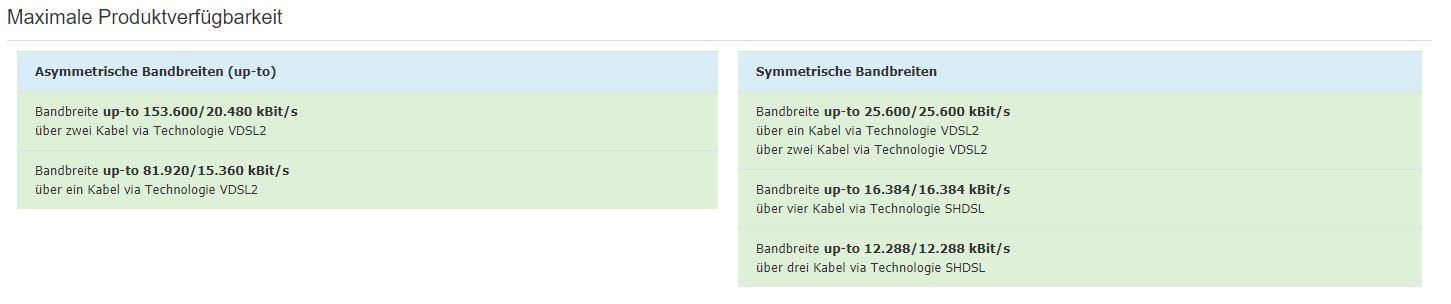 Maximale Produktverfügbarkeit
Asymmetrische Bandbreiten (up-to)
Bandbreite up-to 153.600/20.480 kBit/s
über zwei Kabel via Technologie VDSL2
Bandbreite up-to 81.920/15.360 kBit/s
über ein Kabel via Technologie VDSL2
Symmetrische Bandbreiten
Bandbreite up-to 25.600/25.600 kBit/s
über ein Kabel via Technologie VDSL2
über zwei Kabel via Technologie VDSL2
Bandbreite up-to 16.384/16.384 kBit/s
über vier Kabel via Technologie SHDSL
Bandbreite up-to 12.288/12.288 kBit/s
über drei Kabel via Technologie SHDSL